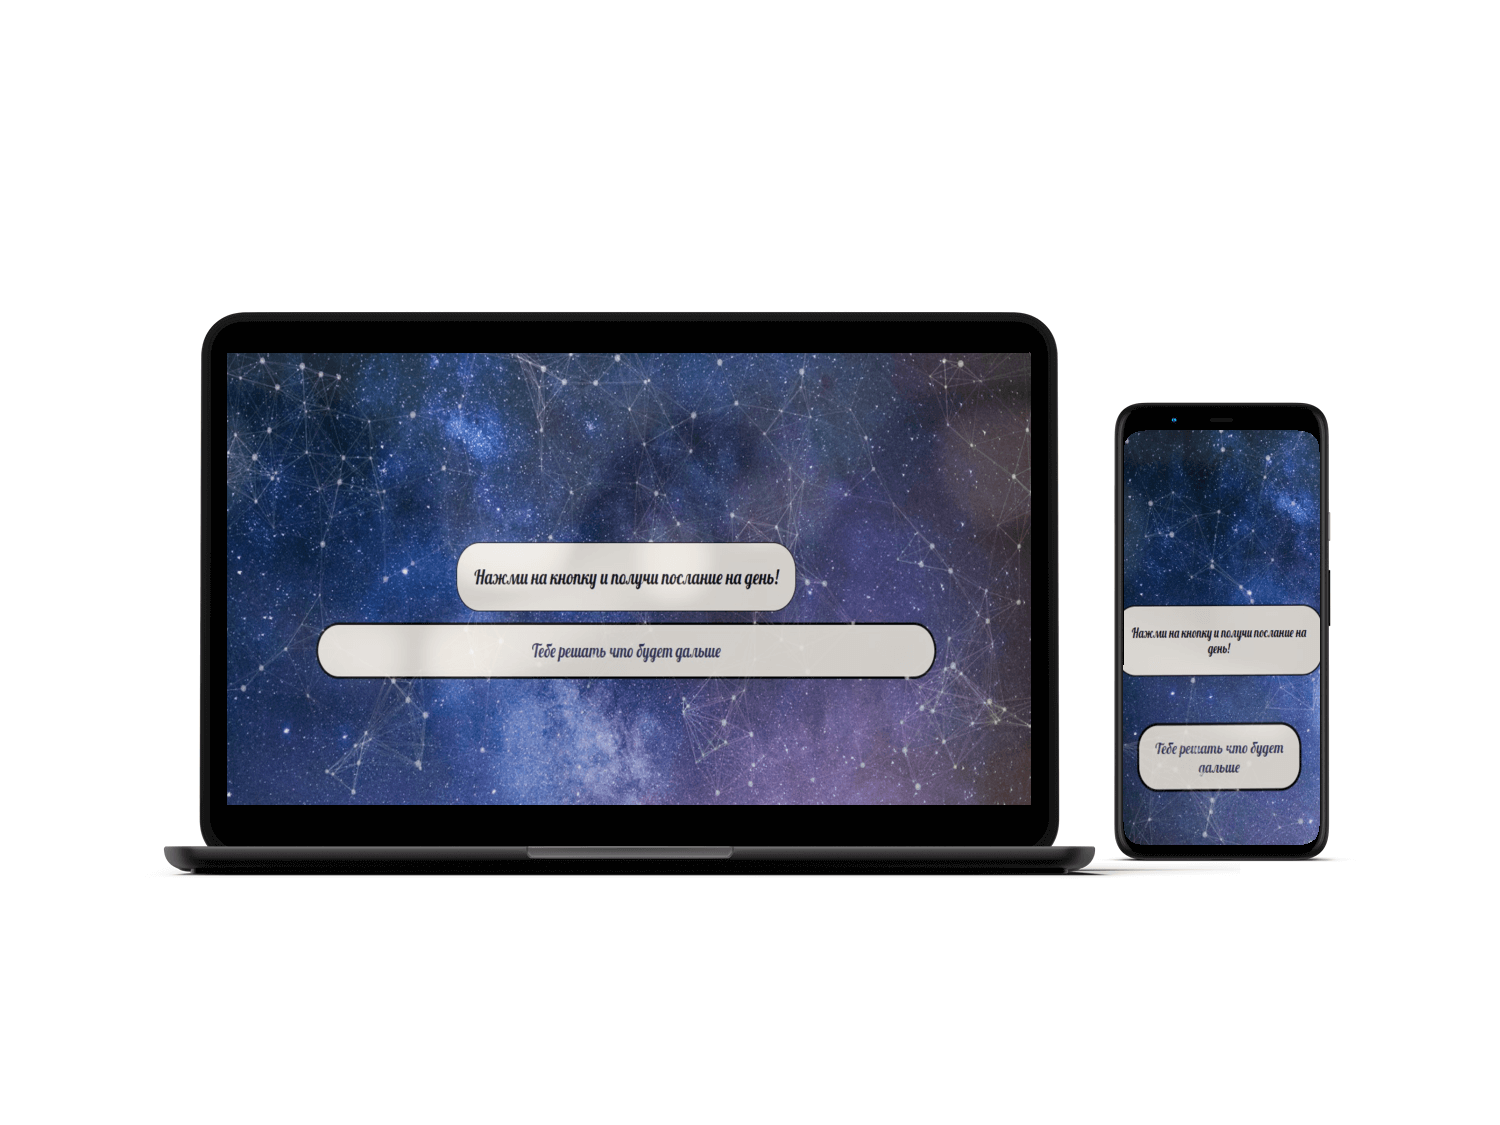 Нажми на кнопку и получи послание на день!
Тебе решать что будет дальше
Нажми на кнопку и получи послание на
день!
Тебе решать что будет
дальше